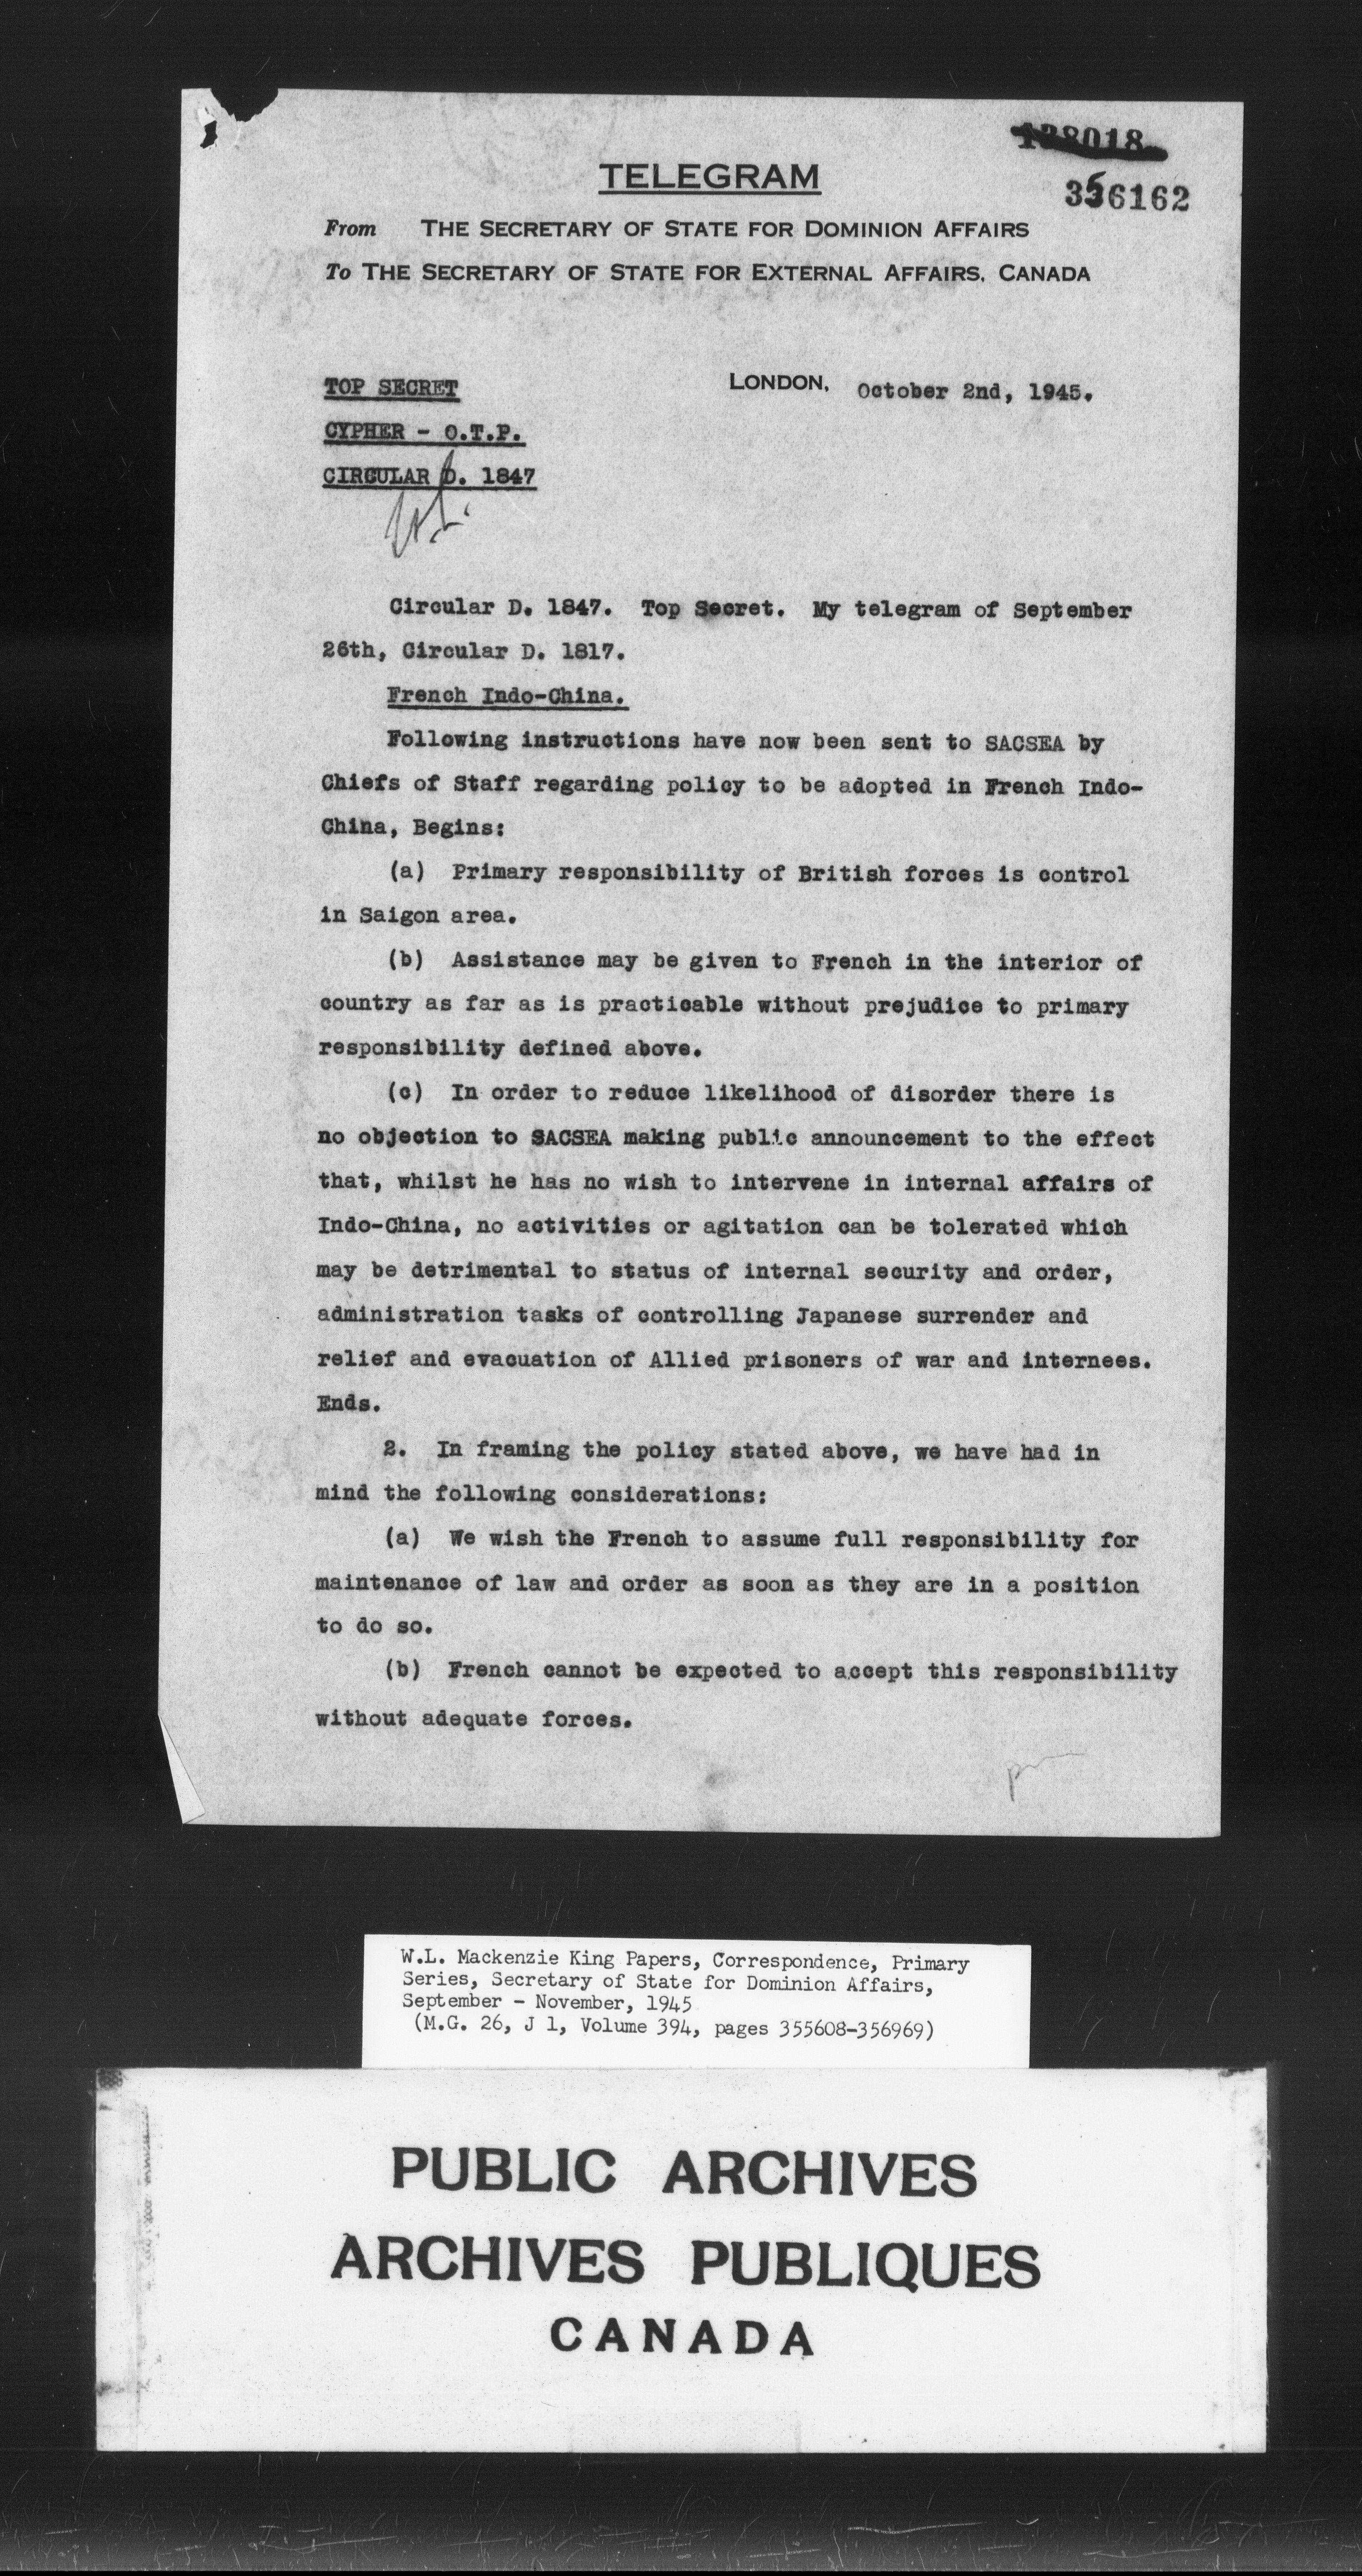 138018
356162
TELEGRAM
From THE SECRETARY OF STATE FOR DOMINION AFFAIRS
To THE SECRETARY OF STATE FOR EXTERNAL AFFAIRS, CANADA
TOP SECRET
LONDON, October 2nd, 1945.
CYPHER - O.T.P.
CIRCULAR D. 1847
Circular D. 1847. Top Secret. My telegram of September
26th, Circular D. 1817.
French Indo-China.
Following instructions have now been sent to SACSEA by
Chiefs of Staff regarding policy to be adopted in French Indo-
China, Begins:
(a) Primary responsibility of British forces is control
in Saigon area.
(b) Assistance may be given to French in the interior of
country as far as is practicable without prejudice to primary
responsibility defined above.
(c) In order to reduce likelihood of disorder there is
no objection to SACSEA making public announcement to the effect
that, whilst he has no wish to intervene in internal affairs of
Indo-China, no activities or agitation can be tolerated which
may be detrimental to status of internal security and order,
administration tasks of controlling Japanese surrender and
relief and evacuation of Allied prisoners of war and internees.
Ends.
2. In framing the policy stated above, we have had in
mind the following considerations:
(a) We wish the French to assume full responsibility for
maintenance of law and order as soon as they are in a position
to do so.
(b) French cannot be expected to accept this responsibility
without adequate forces.
W.L. Mackenzie King Papers, Correspondence, Primary
Series, Secretary of State for Dominion Affairs,
September - November, 1945
(M.G. 26, J 1, Volume 394, pages 355608-356969)
PUBLIC ARCHIVES
ARCHIVES PUBLIQUES
CANADA